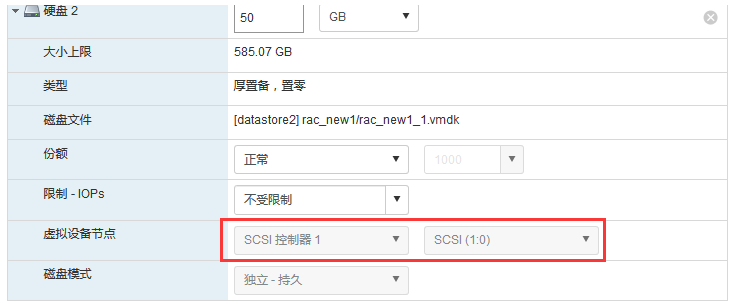 硬盘 2 50 GB
大小上限 585.07 GB
类型 厚置备，置零
磁盘文件 [datastore2] rac_new1/rac_new1_1.vmdk
份额 正常 1000
限制 - IOPs 不受限制
虚拟设备节点 SCSI 控制器 1 SCSI (1:0)
磁盘模式 独立 - 持久